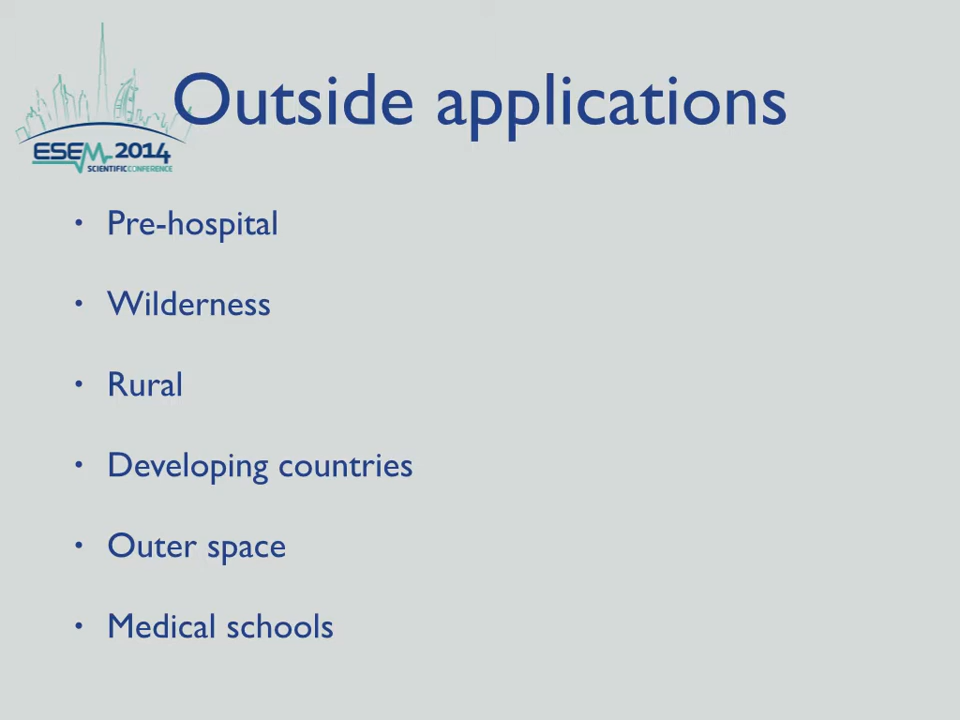 Outside applications
ESEM 2014
SCIENTIFIC CONFERENCE
• Pre-hospital
• Wilderness
• Rural
• Developing countries
• Outer space
• Medical schools